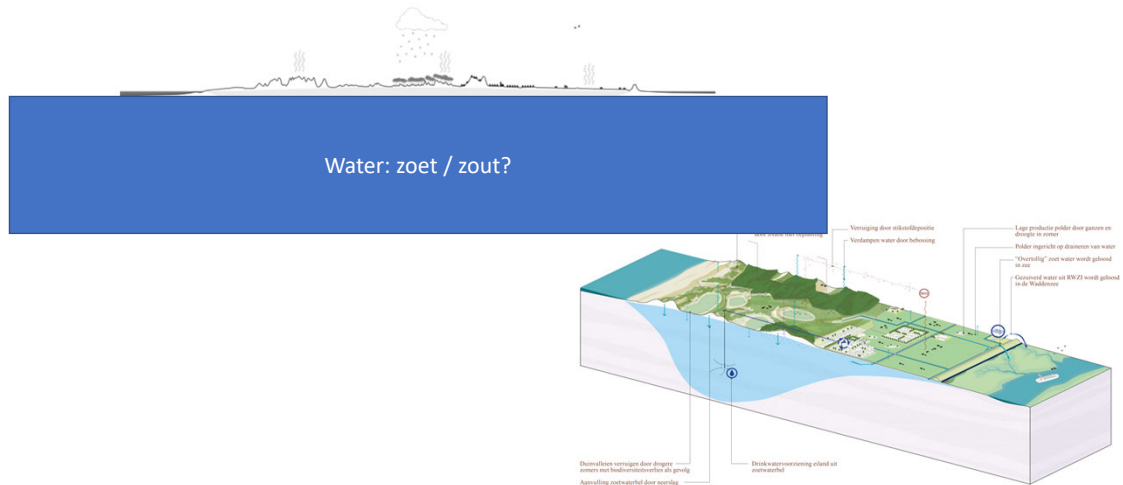 Water: zoet / zout?
Verruiging door stikstofdepositie
Verdampen water door bebossing
Lage productie polder door ganzen en
droogte in zomer
Polder ingericht op draineren van water
"Overtollig" zoet water wordt geloosd
in zee
Gezuiverd water uit RWZI wordt geloosd
in de Waddenzee
Duinvalleien verruigen door drogere
zomers met biodiversiteitsverlies als gevolg
Aanvulling zoetwaterbel door neerslag
Drinkwatervoorziening eiland uit
zoetwaterbel